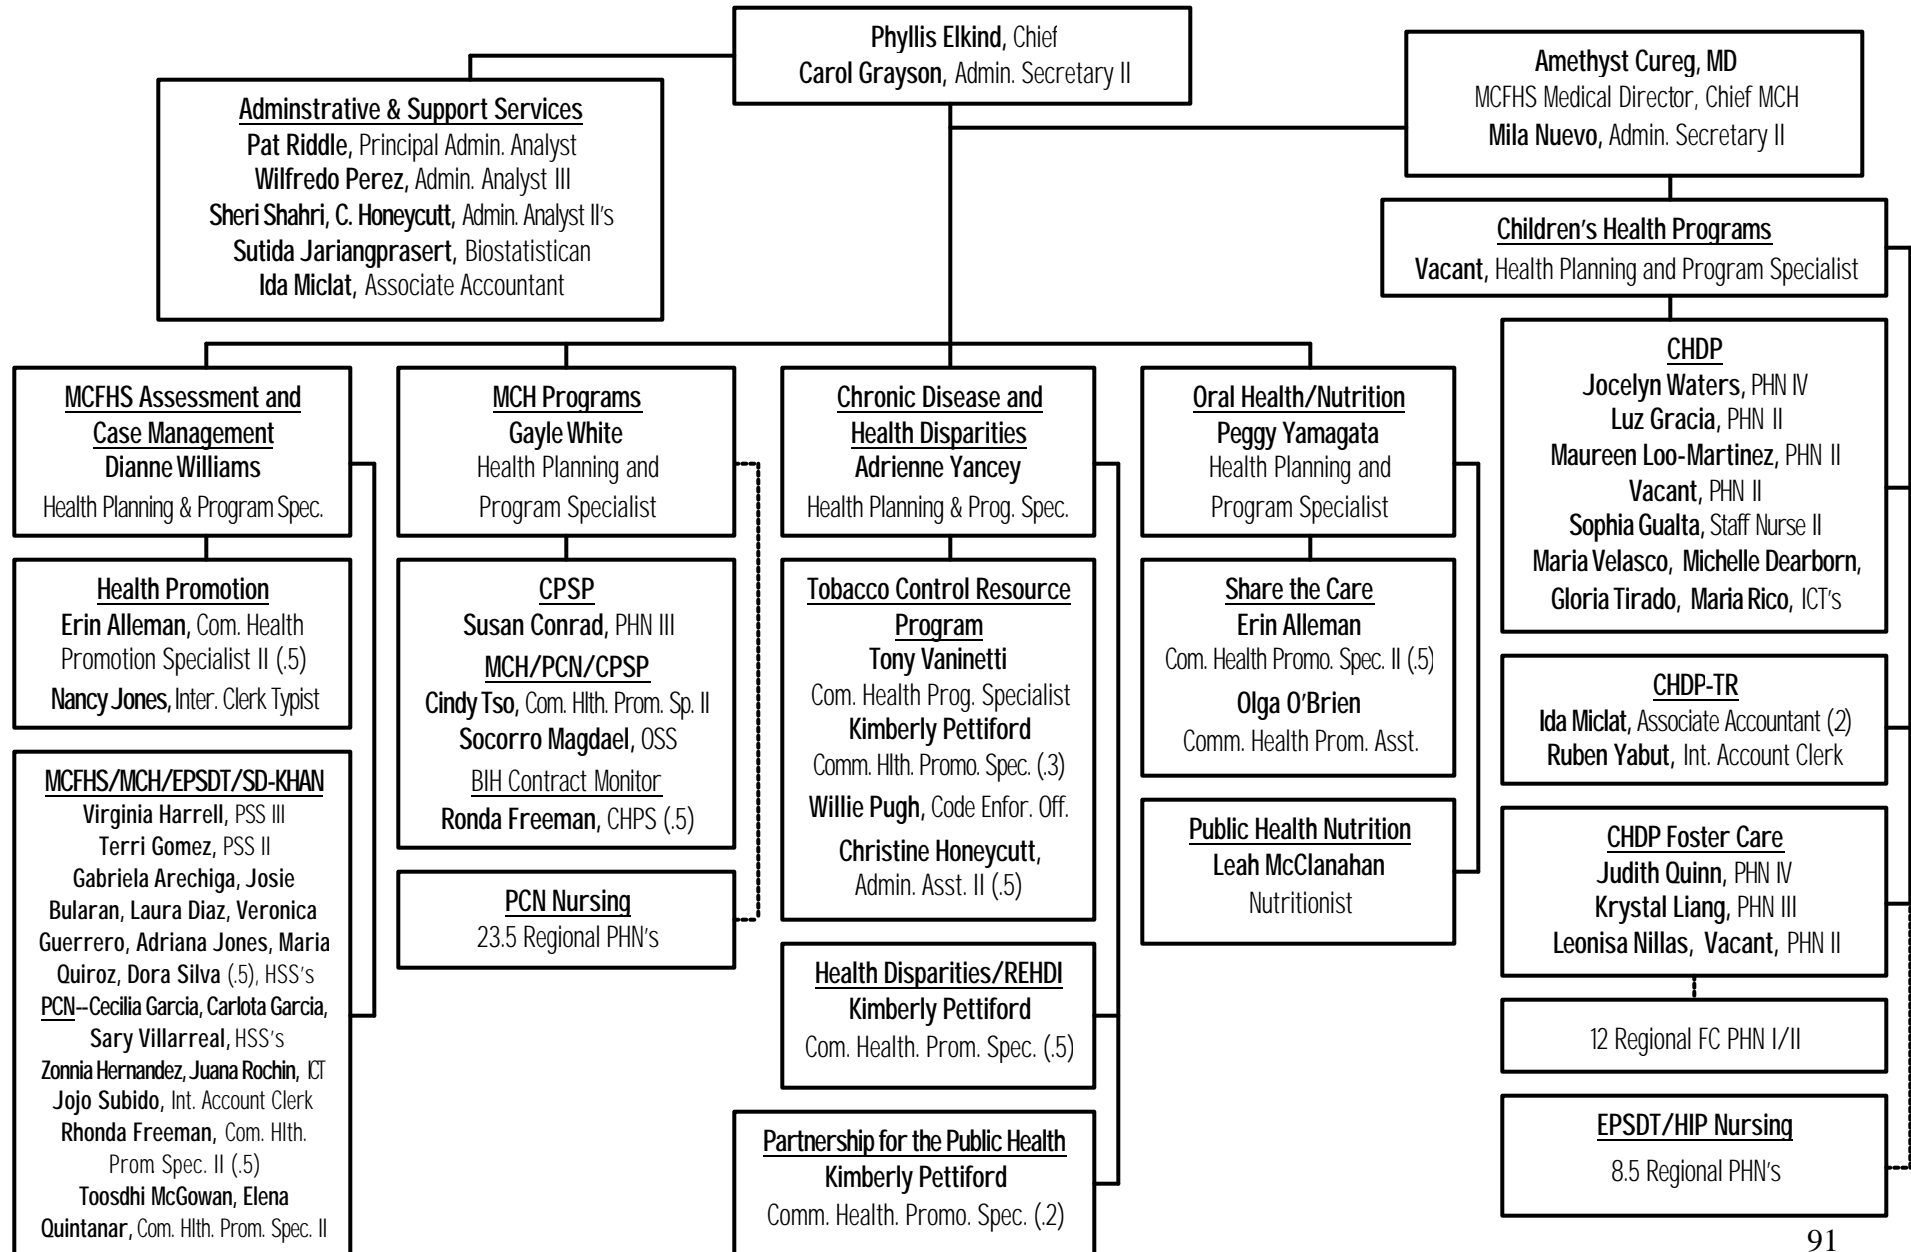 Phyllis Elkind, Chief
Carol Grayson, Admin. Secretary II
Amethyst Cureg, MD
MCFHS Medical Director, Chief MCH
Mila Nuevo, Admin. Secretary II
Adminstrative & Support Services
Pat Riddle, Principal Admin. Analyst
Wilfredo Perez, Admin. Analyst III
Sheri Shahri, C. Honeycutt, Admin. Analyst II's
Sutida Jariangprasert, Biostatistican
Ida Miclat, Associate Accountant
Children's Health Programs
Vacant, Health Planning and Program Specialist
MCFHS Assessment and
Case Management
Dianne Williams
Health Planning & Program Spec.
Health Promotion
Erin Alleman, Com. Health
Promotion Specialist II (.5)
Nancy Jones, Inter. Clerk Typist
MCFHS/MCH/EPSDT/SD-KHAN
Virginia Harrell, PSS III
Terri Gomez, PSS II
Gabriela Arechiga, Josie
Bularan, Laura Diaz, Veronica
Guerrero, Adriana Jones, Maria
Quiroz, Dora Silva (.5), HSS's
PCN--Cecilia Garcia, Carlota Garcia,
Sary Villarreal, HSS's
Zonnia Hernandez, Juana Rochin, ICT
Jojo Subido, Int. Account Clerk
Rhonda Freeman, Com. Hlth.
Prom Spec. II (.5)
Toosdhi McGowan, Elena
Quintanar, Com. Hlth. Prom. Spec. II
MCH Programs
Gayle White
Health Planning and
Program Specialist
CPSP
Susan Conrad, PHN III
MCH/PCN/CPSP
Cindy Tso, Com. Hlth. Prom. Sp. II
Socorro Magdael, OSS
BIH Contract Monitor
Ronda Freeman, CHPS (.5)
PCN Nursing
23.5 Regional PHN's
Chronic Disease and
Health Disparities
Adrienne Yancey
Health Planning & Prog. Spec.
Tobacco Control Resource
Program
Tony Vaninetti
Com. Health Prog. Specialist
Kimberly Pettiford
Comm. Hlth. Promo. Spec. (.3)
Willie Pugh, Code Enfor. Off.
Christine Honeycutt,
Admin. Asst. II (.5)
Health Disparities/REHDI
Kimberly Pettiford
Com. Health. Prom. Spec. (.5)
Partnership for the Public Health
Kimberly Pettiford
Comm. Health. Promo. Spec. (.2)
Oral Health/Nutrition
Peggy Yamagata
Health Planning and
Program Specialist
Share the Care
Erin Alleman
Com. Health Promo. Spec. II (.5)
Olga O'Brien
Comm. Health Prom. Asst.
Public Health Nutrition
Leah McClanahan
Nutritionist
CHDP
Jocelyn Waters, PHN IV
Luz Gracia, PHN II
Maureen Loo-Martinez, PHN II
Vacant, PHN II
Sophia Gualta, Staff Nurse II
Maria Velasco, Michelle Dearborn,
Gloria Tirado, Maria Rico, ICT's
CHDP-TR
Ida Miclat, Associate Accountant (.2)
Ruben Yabut, Int. Account Clerk
CHDP Foster Care
Judith Quinn, PHN IV
Krystal Liang, PHN III
Leonisa Nillas, Vacant, PHN II
12 Regional FC PHN I/II
EPSDT/HIP Nursing
8.5 Regional PHN's
91